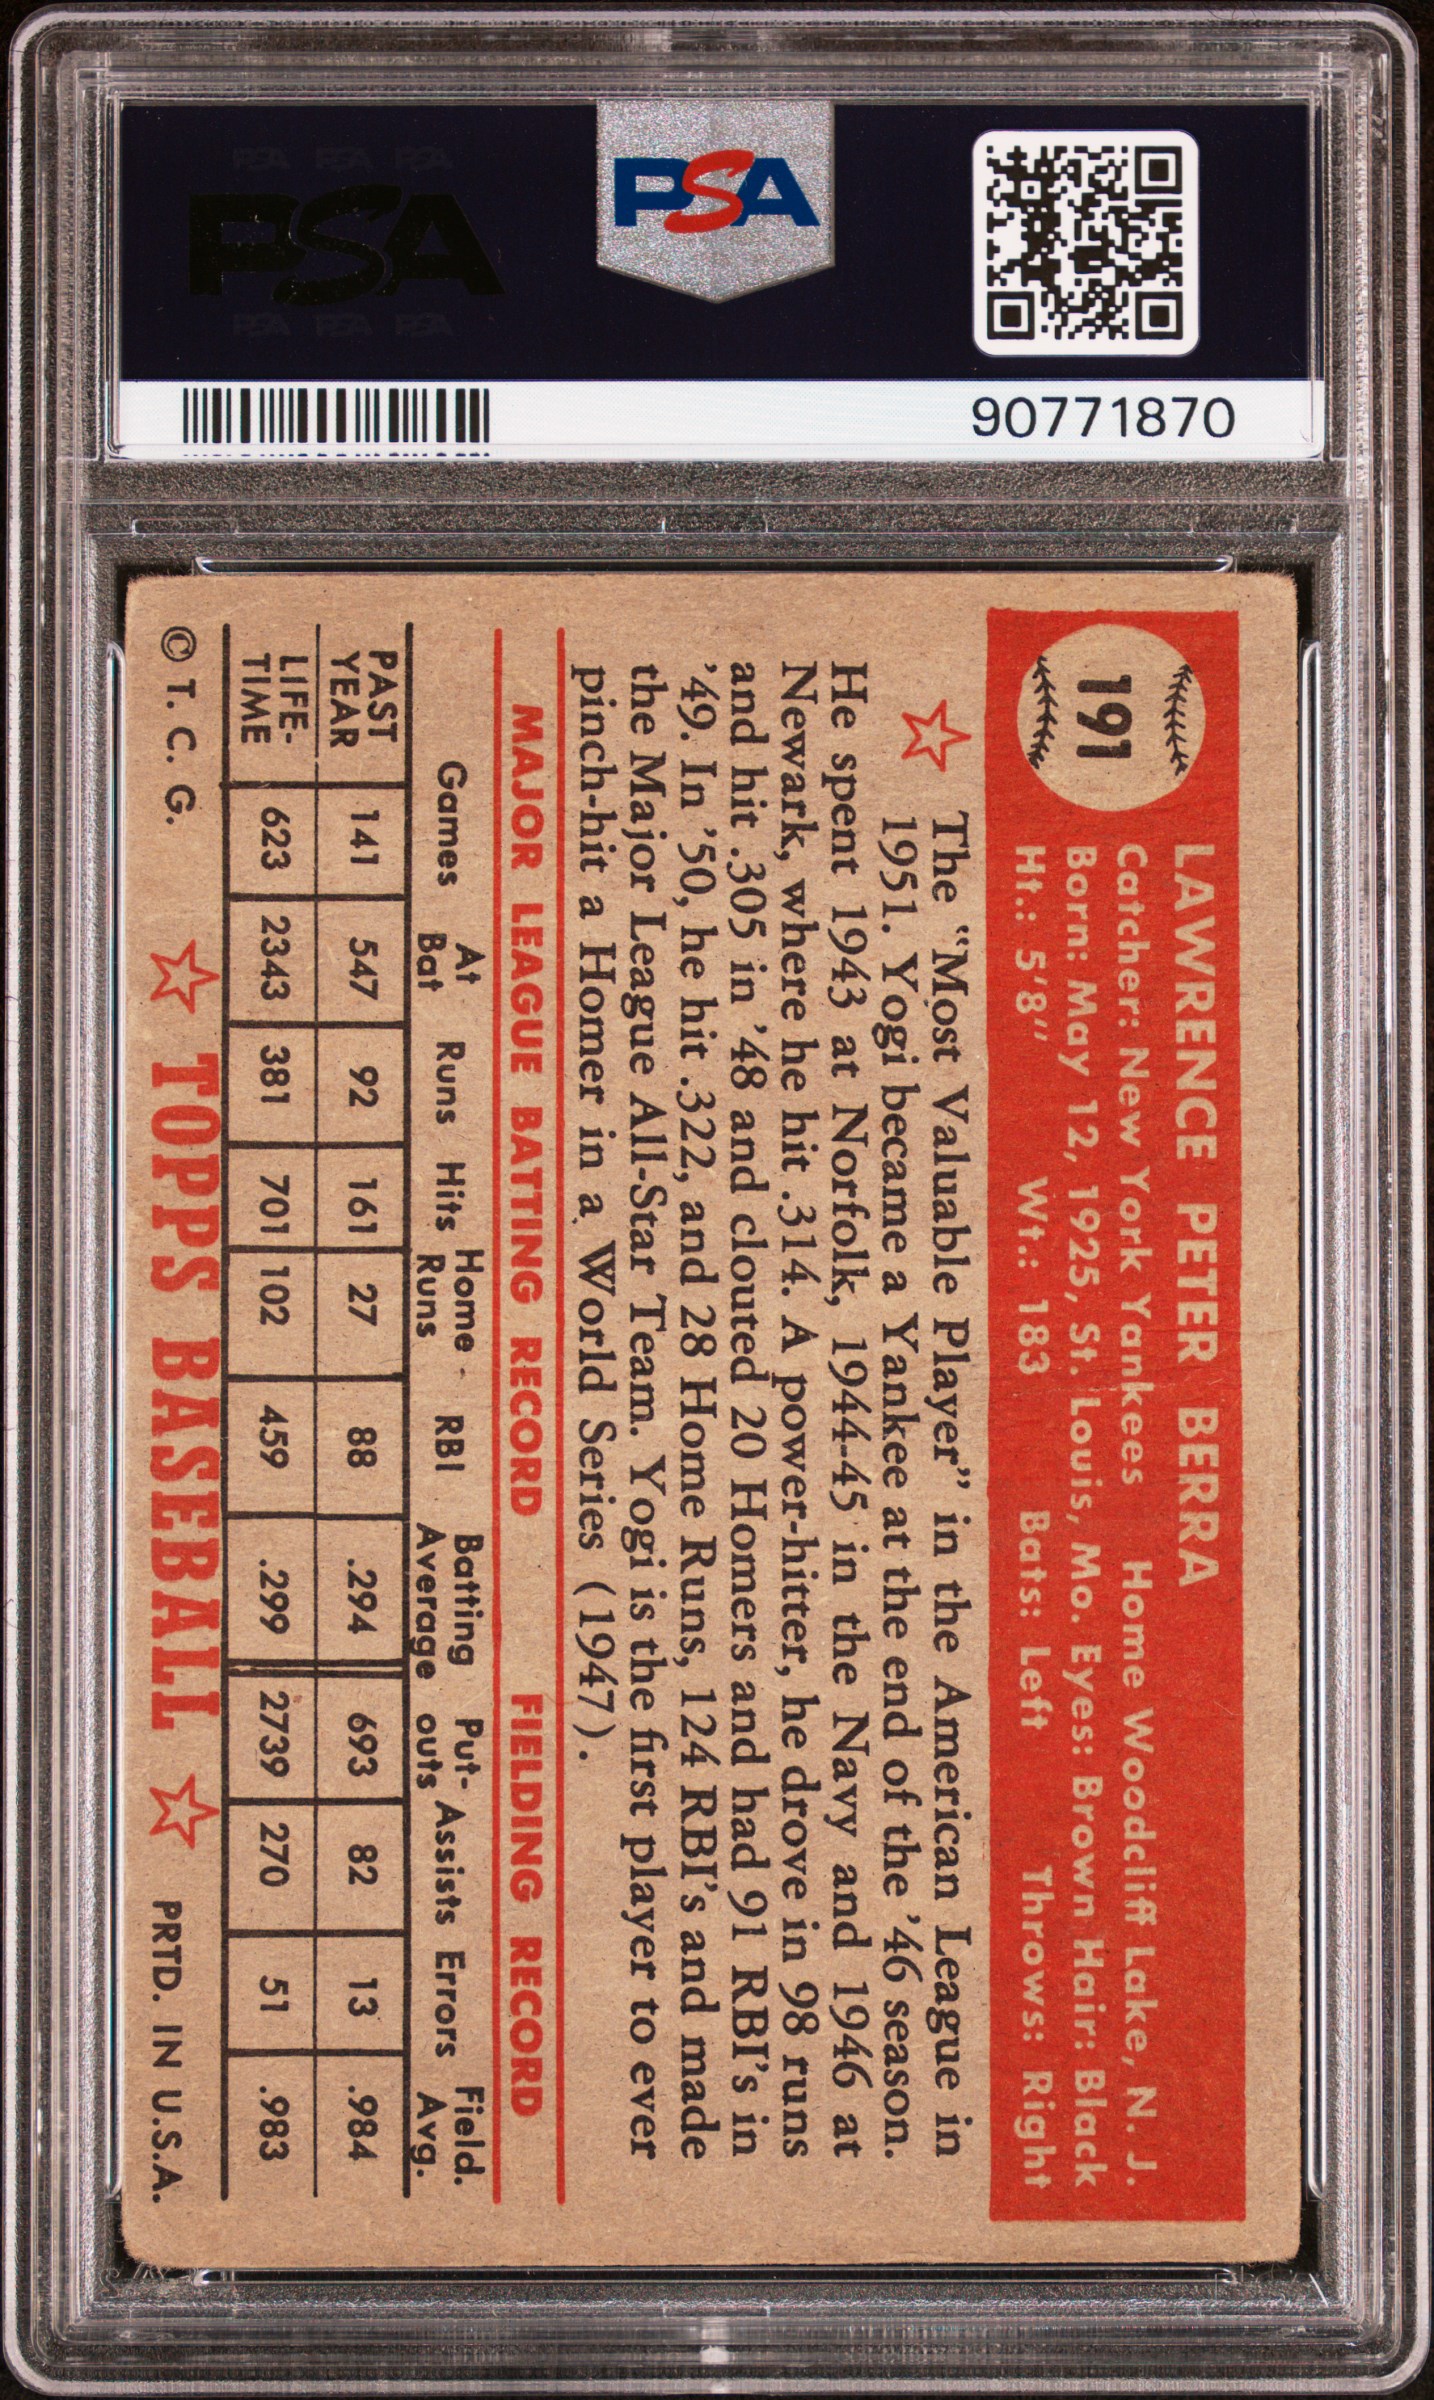 PSA PSA PSA
PSA
PSA PSA PSA
PSA
90771870
191
LAWRENCE PETER BERRA
Catcher: New York Yankees Home Woodcliff Lake, N. J.
Born: May 12, 1925, St. Louis, Mo. Eyes: Brown Hair: Black
Ht.: 5'8" Wt.: 183 Bats: Left Throws: Right
The "Most Valuable Player" in the American League in
1951. Yogi became a Yankee at the end of the '46 season.
He spent 1943 at Norfolk, 1944-45 in the Navy and 1946 at
Newark, where he hit .314. A power-hitter, he drove in 98 runs
and hit .305 in '48 and clouted 20 Homers and had 91 RBI's in
'49. In '50, he hit .322, and 28 Home Runs, 124 RBI's and made
the Major League All-Star Team. Yogi is the first player to ever
pinch-hit a Homer in a World Series (1947).
MAJOR LEAGUE BATTING RECORD FIELDING RECORD
Games At Bat Runs Hits Home Runs RBI Batting Average Put-outs Assists Errors Field. Avg.
PAST YEAR 141 547 92 161 27 88 .294 693 82 13 .984
LIFE-TIME 623 2343 381 701 102 459 .299 2739 270 51 .983
© T. C. G. TOPPS BASEBALL PRTD. IN U.S.A.